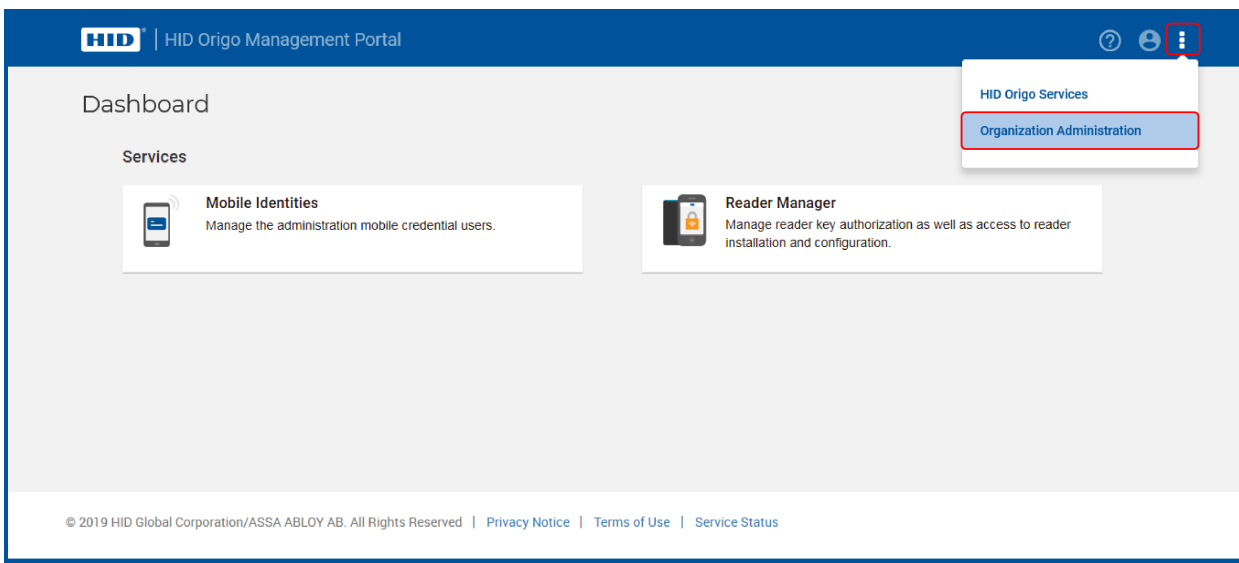 HID | HID Origo Management Portal
HID Origo Services
Organization Administration
Dashboard
Services
Mobile Identities
Manage the administration mobile credential users.
Reader Manager
Manage reader key authorization as well as access to reader
installation and configuration.
© 2019 HID Global Corporation/ASSA ABLOY AB. All Rights Reserved | Privacy Notice | Terms of Use | Service Status